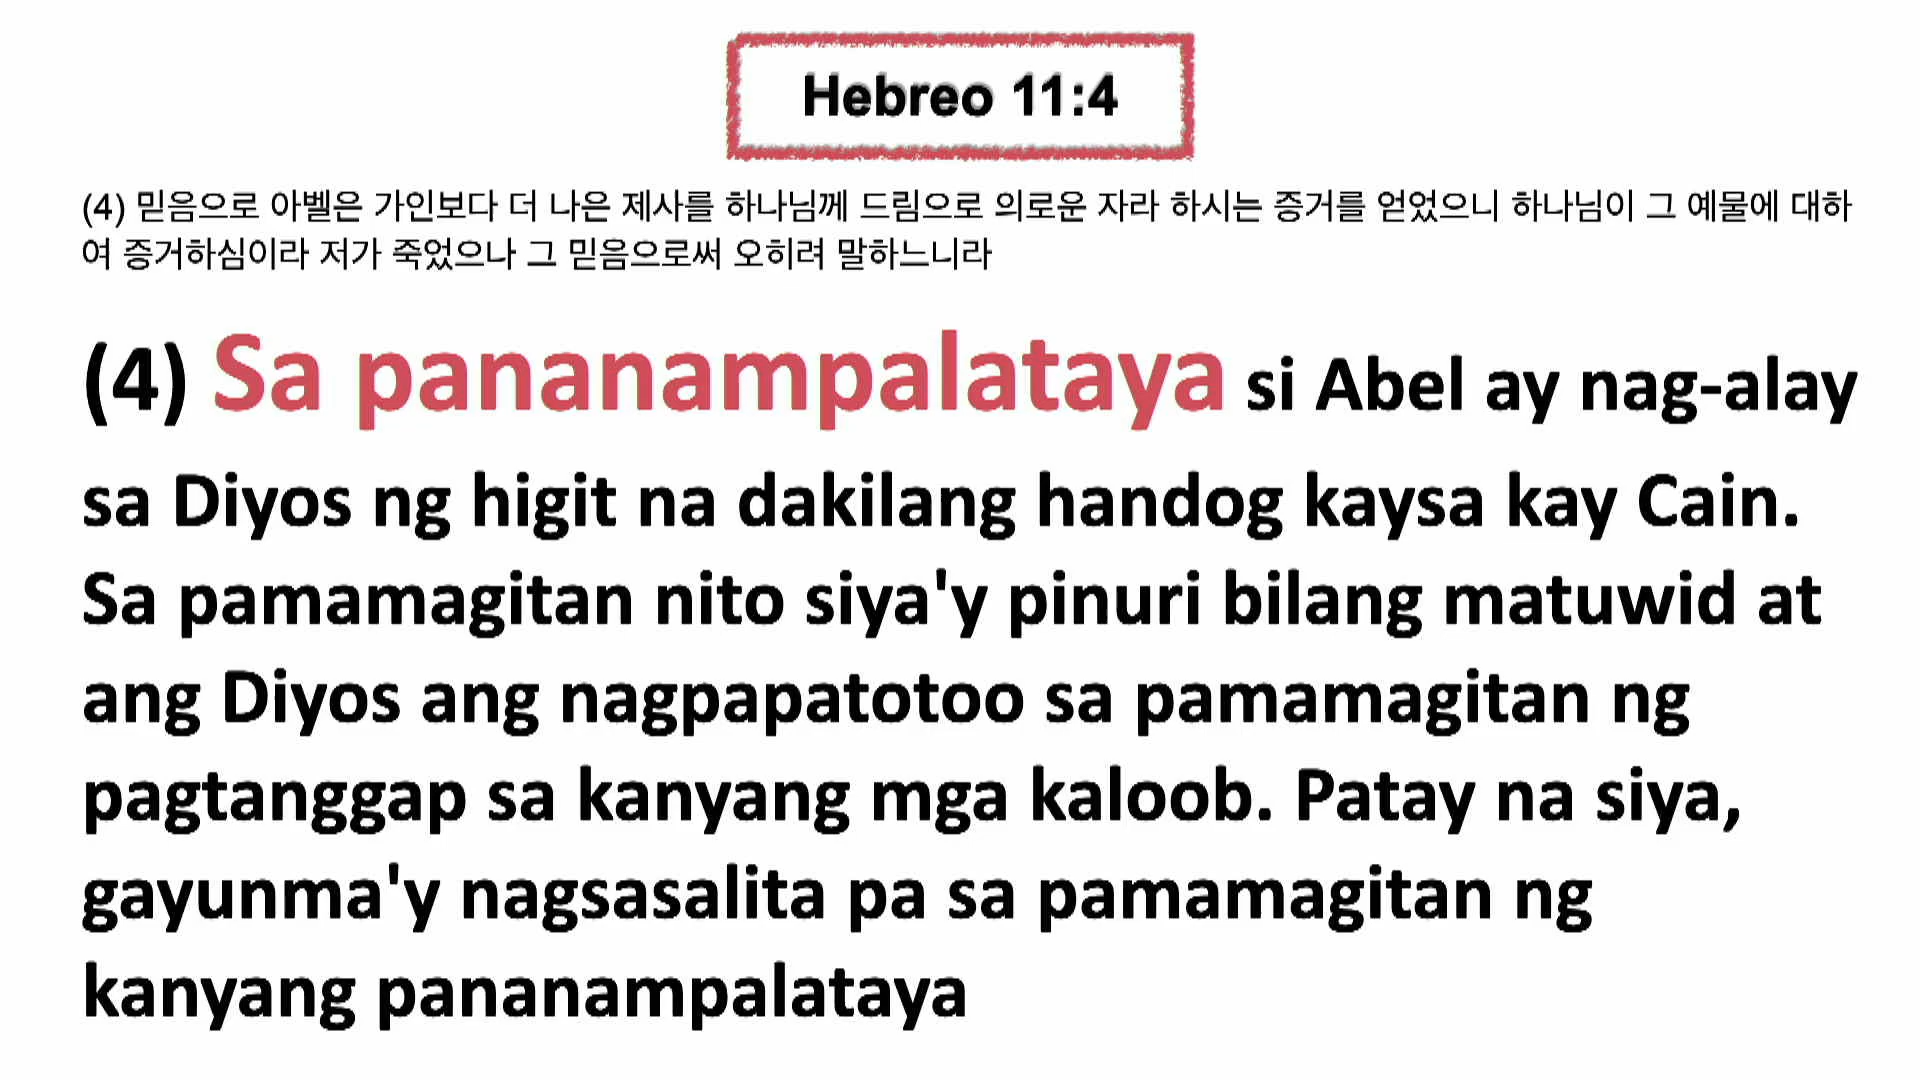 Hebreo 11:4
(4) 믿음으로 아벨은 가인보다 더 나은 제사를 하나님께 드림으로 의로운 자라 하시는 증거를 얻었으니 하나님이 그 예물에 대하
여 증거하심이라 저가 죽었으나 그 믿음으로써 오히려 말하느니라
(4) Sa pananampalataya si Abel ay nag-alay
sa Diyos ng higit na dakilang handog kaysa kay Cain.
Sa pamamagitan nito siya'y pinuri bilang matuwid at
ang Diyos ang nagpapatotoo sa pamamagitan ng
pagtanggap sa kanyang mga kaloob. Patay na siya,
gayunma'y nagsasalita pa sa pamamagitan ng
kanyang pananampalataya